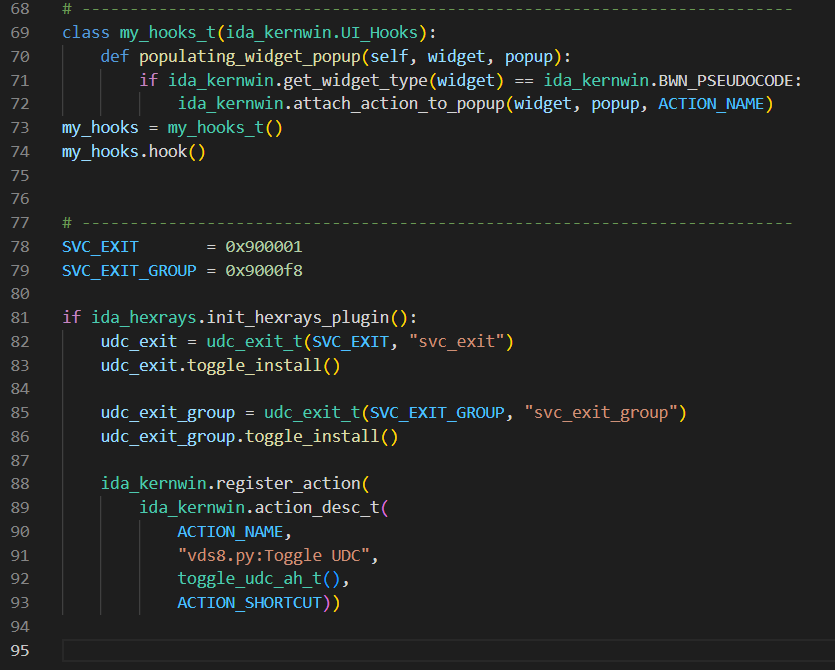 68 # --------------------------------------------------------------------------
69 class my_hooks_t(ida_kernwin.UI_Hooks):
70     def populating_widget_popup(self, widget, popup):
71         if ida_kernwin.get_widget_type(widget) == ida_kernwin.BWN_PSEUDOCODE:
72             ida_kernwin.attach_action_to_popup(widget, popup, ACTION_NAME)
73 my_hooks = my_hooks_t()
74 my_hooks.hook()
75
76
77 # --------------------------------------------------------------------------
78 SVC_EXIT       = 0x900001
79 SVC_EXIT_GROUP = 0x9000f8
80
81 if ida_hexrays.init_hexrays_plugin():
82     udc_exit = udc_exit_t(SVC_EXIT, "svc_exit")
83     udc_exit.toggle_install()
84
85     udc_exit_group = udc_exit_t(SVC_EXIT_GROUP, "svc_exit_group")
86     udc_exit_group.toggle_install()
87
88     ida_kernwin.register_action(
89         ida_kernwin.action_desc_t(
90             ACTION_NAME,
91             "vds8.py:Toggle UDC",
92             toggle_udc_ah_t(),
93             ACTION_SHORTCUT))
94
95